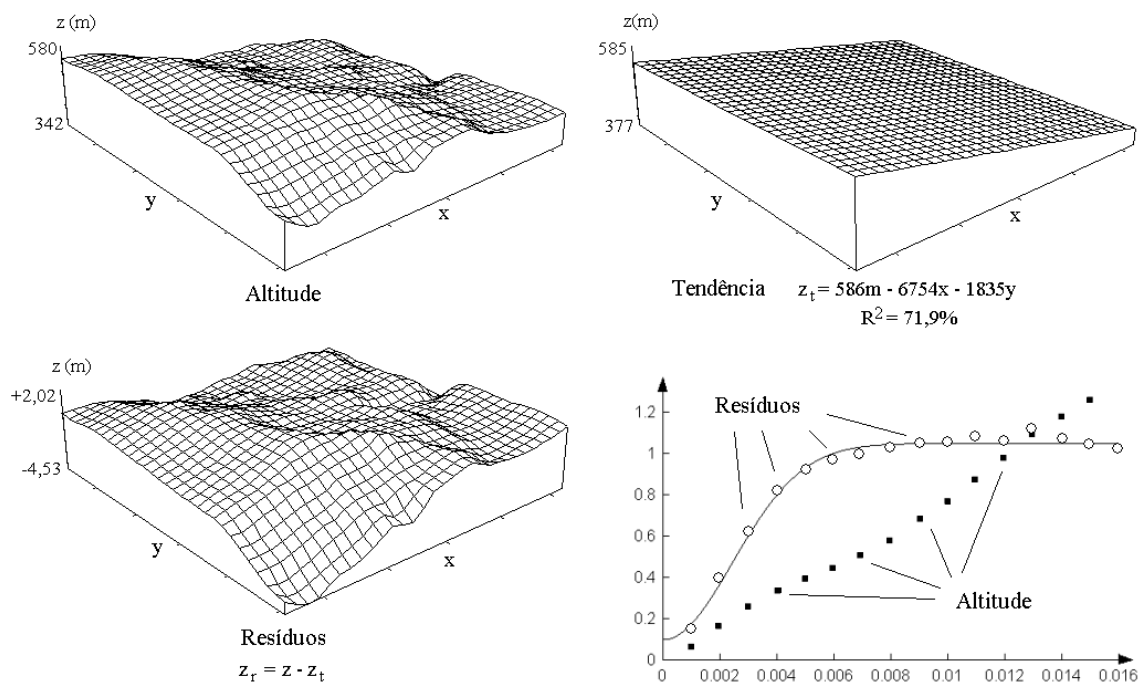 z (m)
580
342
y
x
Altitude
z(m)
585
377
y
x
Tendência z_t = 586m - 6754x - 1835y
R² = 71,9%
z (m)
+2,02
-4,53
y
x
Resíduos
z_r = z - z_t
1.2
1
0.8
0.6
0.4
0.2
0
Resíduos
Altitude
0 0.002 0.004 0.006 0.008 0.01 0.012 0.014 0.016